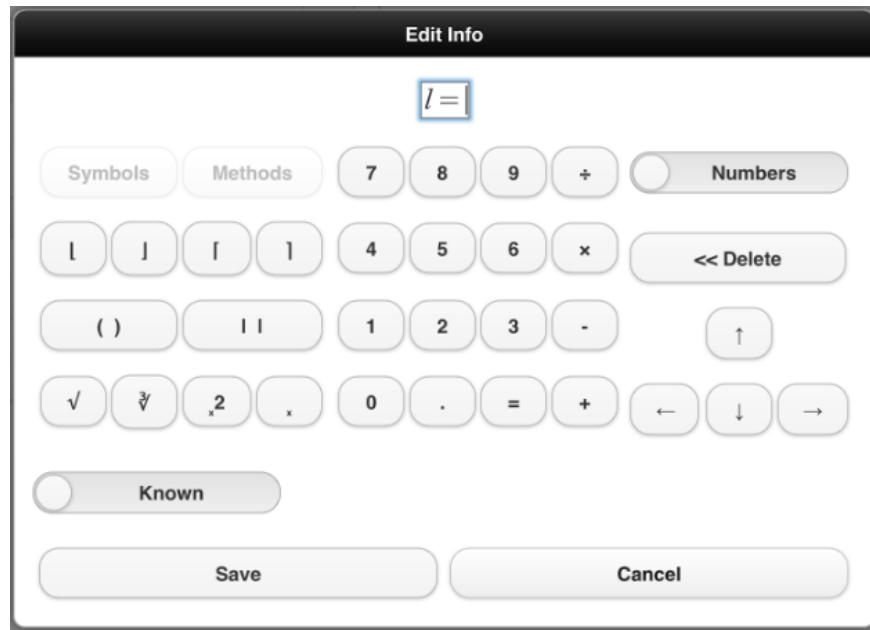 Edit Info
l =
Symbols Methods 7 8 9 ÷ Numbers
⌊ ⌋ ⌈ ⌉ 4 5 6 × << Delete
( ) | | 1 2 3 - ↑
√ ∛ ₓ2 ₓ 0 . = + ← ↓ →
Known
Save Cancel